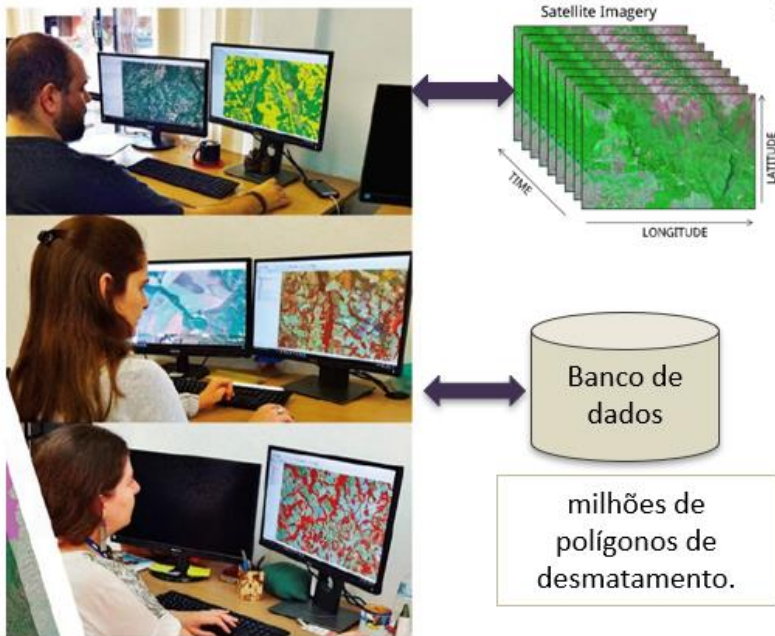 Satellite Imagery
TIME
LATITUDE
LONGITUDE
Banco de
dados
milhões de
polígonos de
desmatamento.